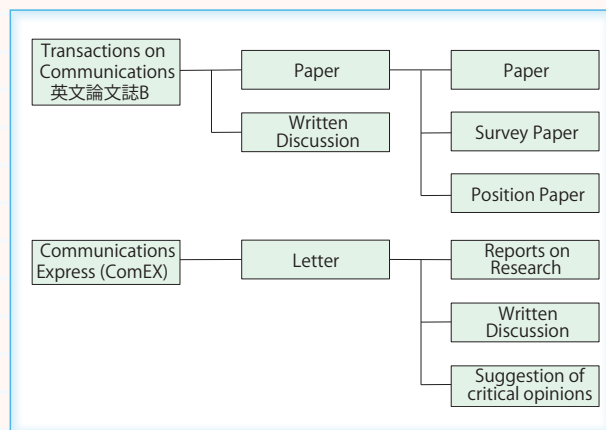 Transactions on
Communications
英文論文誌B
Paper
Paper
Written
Discussion
Survey Paper
Position Paper
Communications
Express (ComEX)
Letter
Reports on
Research
Written
Discussion
Suggestion of
critical opinions